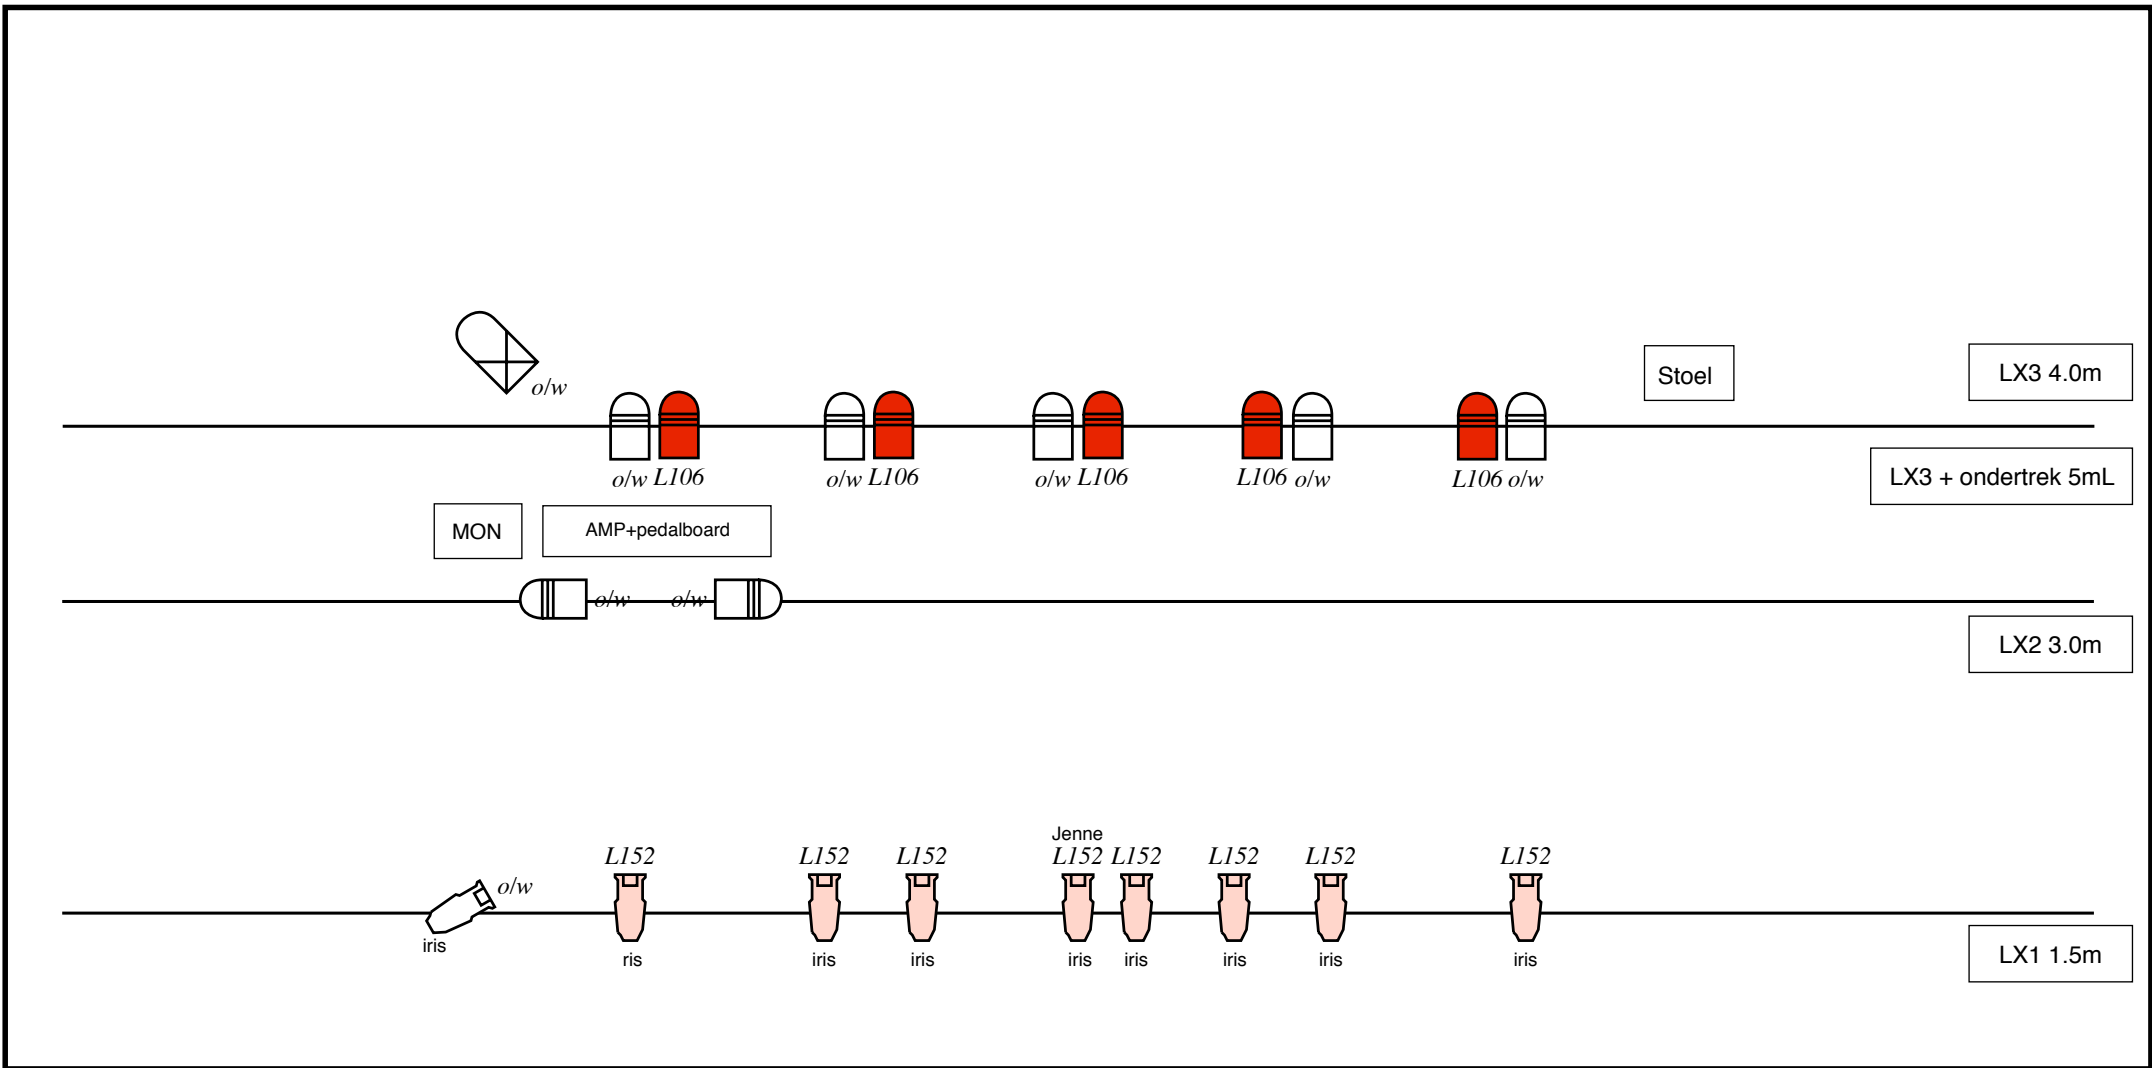 Stoel
LX3 4.0m
o/w
o/w L106 o/w L106 o/w L106 L106 o/w L106 o/w
LX3 + ondertrek 5mL
MON
AMP+pedalboard
o/w o/w
LX2 3.0m
Jenne
L152 L152 L152 L152 L152 L152 L152 L152
o/w
iris
ris iris iris iris iris iris iris iris
LX1 1.5m